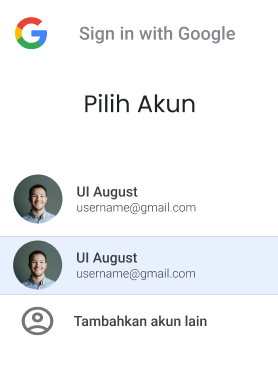 Sign in with Google
Pilih Akun
UI August
username@gmail.com
UI August
username@gmail.com
Tambahkan akun lain